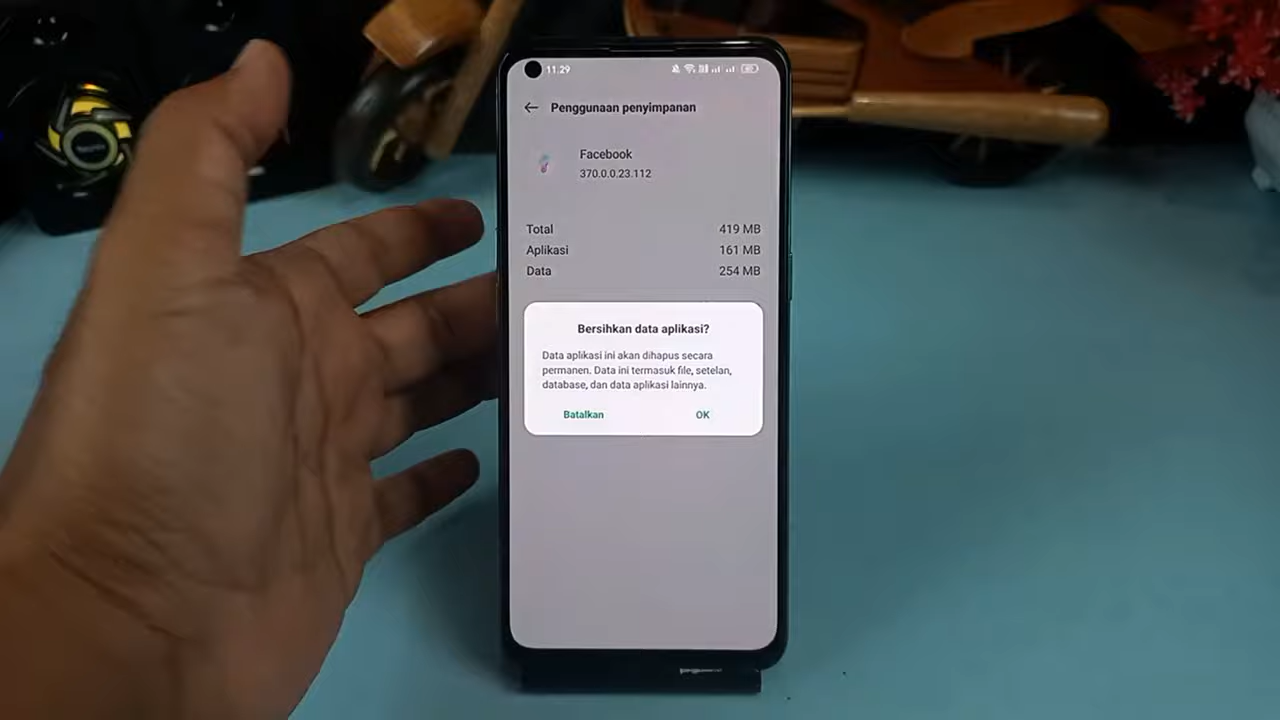 11.29
Penggunaan penyimpanan
Facebook
370.0.0.23.112
Total 419 MB
Aplikasi 161 MB
Data 254 MB
Bersihkan data aplikasi?
Data aplikasi ini akan dihapus secara
permanen. Data ini termasuk file, setelan,
database, dan data aplikasi lainnya.
Batalkan OK